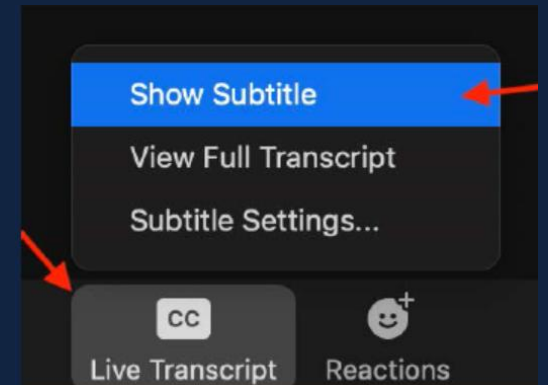 Show Subtitle
View Full Transcript
Subtitle Settings...
CC
Live Transcript
Reactions